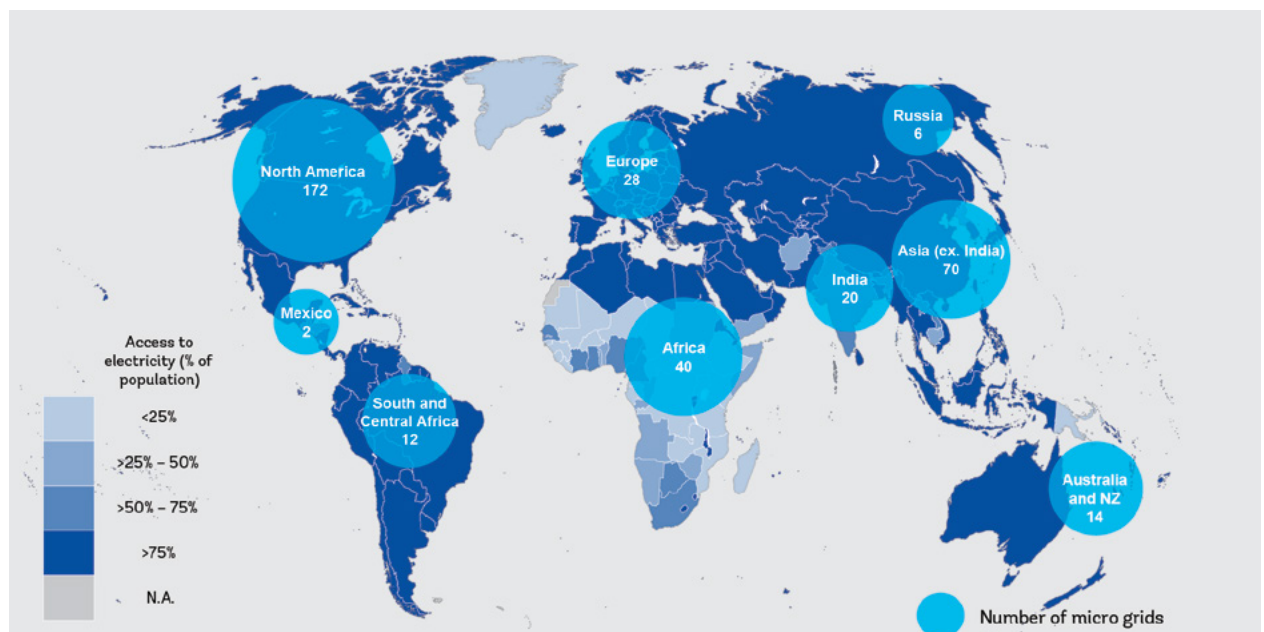 Russia
6
North America
172
Europe
28
Asia (ex. India)
70
India
20
Mexico
2
Africa
40
South and
Central Africa
12
Australia
and NZ
14
Access to
electricity (% of
population)
<25%
>25% – 50%
>50% – 75%
>75%
N.A.
Number of micro grids